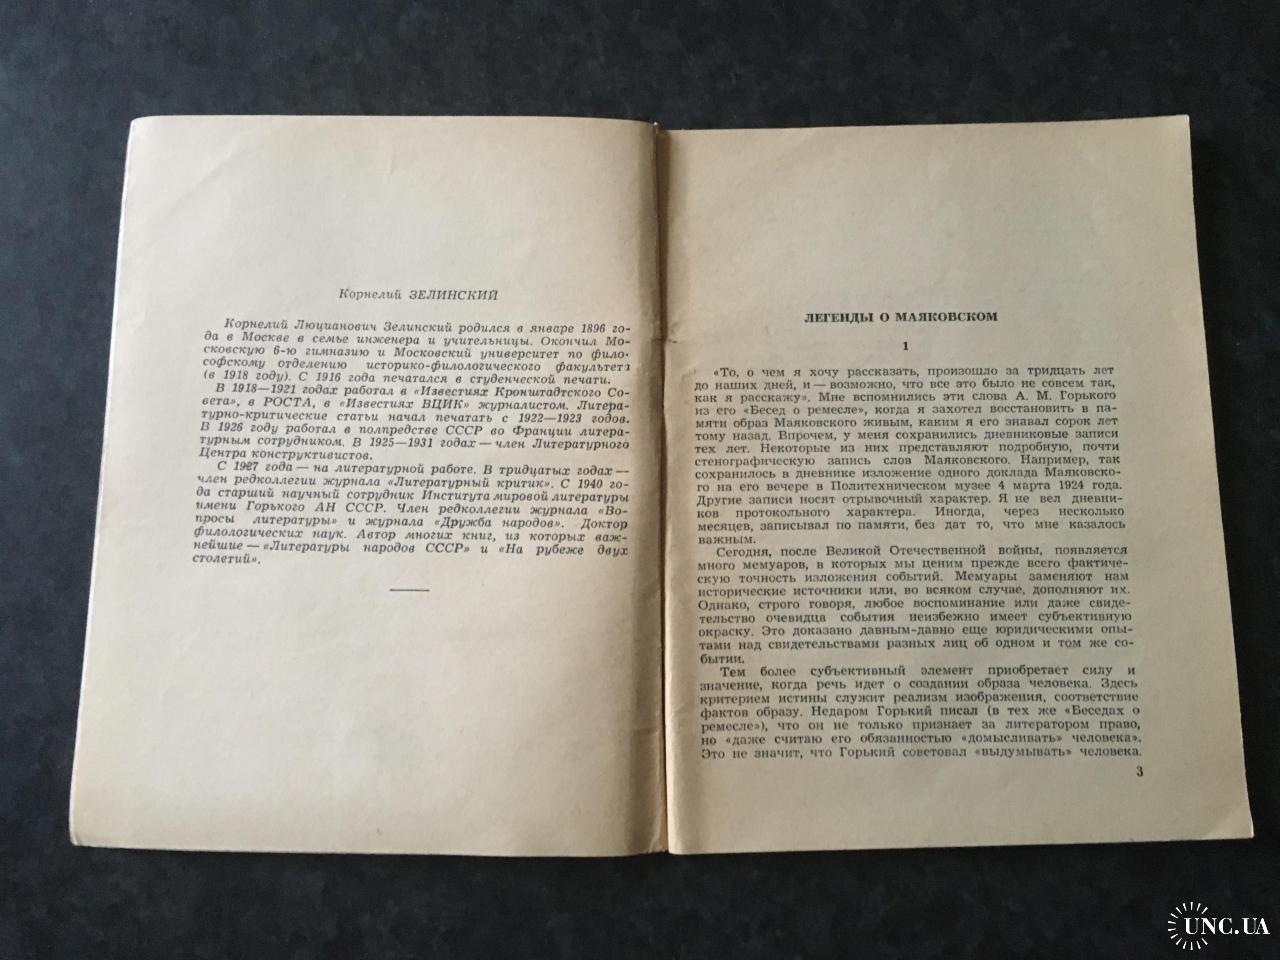 Корнелий ЗЕЛИНСКИЙ
Корнелий Люцианович Зелинский родился в январе 1896 го-
да в Москве в семье инженера и учительницы. Окончил Мо-
сковскую 6-ю гимназию и Московский университет по фило-
софскому отделению историко-филологического факультета
(в 1918 году). С 1916 года печатался в студенческой печати.
В 1918—1921 годах работал в «Известиях Кронштадтского Со-
вета», в РОСТА, в «Известиях ВЦИК» журналистом. Литера-
турно-критические статьи начал печатать с 1922—1923 годов.
В 1926 году работал в полпредстве СССР во Франции литера-
турным сотрудником. В 1925—1931 годах — член Литературного
Центра конструктивистов.
С 1927 года — на литературной работе. В тридцатых годах —
член редколлегии журнала «Литературный критик». С 1940 го-
да старший научный сотрудник Института мировой литературы
имени Горького АН СССР. Член редколлегии журнала «Во-
просы литературы» и журнала «Дружба народов». Доктор
филологических наук. Автор многих книг, из которых важ-
нейшие — «Литературы народов СССР» и «На рубеже двух
столетий».
ЛЕГЕНДЫ О МАЯКОВСКОМ
1
«То, о чем я хочу рассказать, произошло за тридцать лет
до наших дней, и — возможно, что все это было не совсем так,
как я расскажу». Мне вспомнились эти слова А. М. Горького
из его «Бесед о ремесле», когда я захотел восстановить в па-
мяти образ Маяковского живым, каким я его знавал сорок лет
тому назад. Впрочем, у меня сохранились дневниковые записи
тех лет. Некоторые из них представляют подробную, почти
стенографическую запись слов Маяковского. Например, так
сохранилось в дневнике изложение одного доклада Маяковско-
го на его вечере в Политехническом музее 4 марта 1924 года.
Другие записи носят отрывочный характер. Я не вел дневни-
ков протокольного характера. Иногда, через несколько
месяцев, записывал по памяти, без дат то, что мне казалось
важным.
Сегодня, после Великой Отечественной войны, появляется
много мемуаров, в которых мы ценим прежде всего фактиче-
скую точность изложения событий. Мемуары заменяют нам
исторические источники или, во всяком случае, дополняют их.
Однако, строго говоря, любое воспоминание или даже свиде-
тельство очевидца события неизбежно имеет субъективную
окраску. Это доказано давным-давно еще юридическими опы-
тами над свидетельствами разных лиц об одном и том же со-
бытии.
Тем более субъективный элемент приобретает силу и
значение, когда речь идет о создании образа человека. Здесь
критерием истины служит реализм изображения, соответствие
фактов образу. Недаром Горький писал (в тех же «Беседах о
ремесле»), что он не только признает за литератором право,
но «даже считаю его обязанностью «домысливать» человека».
Это не значит, что Горький советовал «выдумывать» человека.
3
UNC.UA